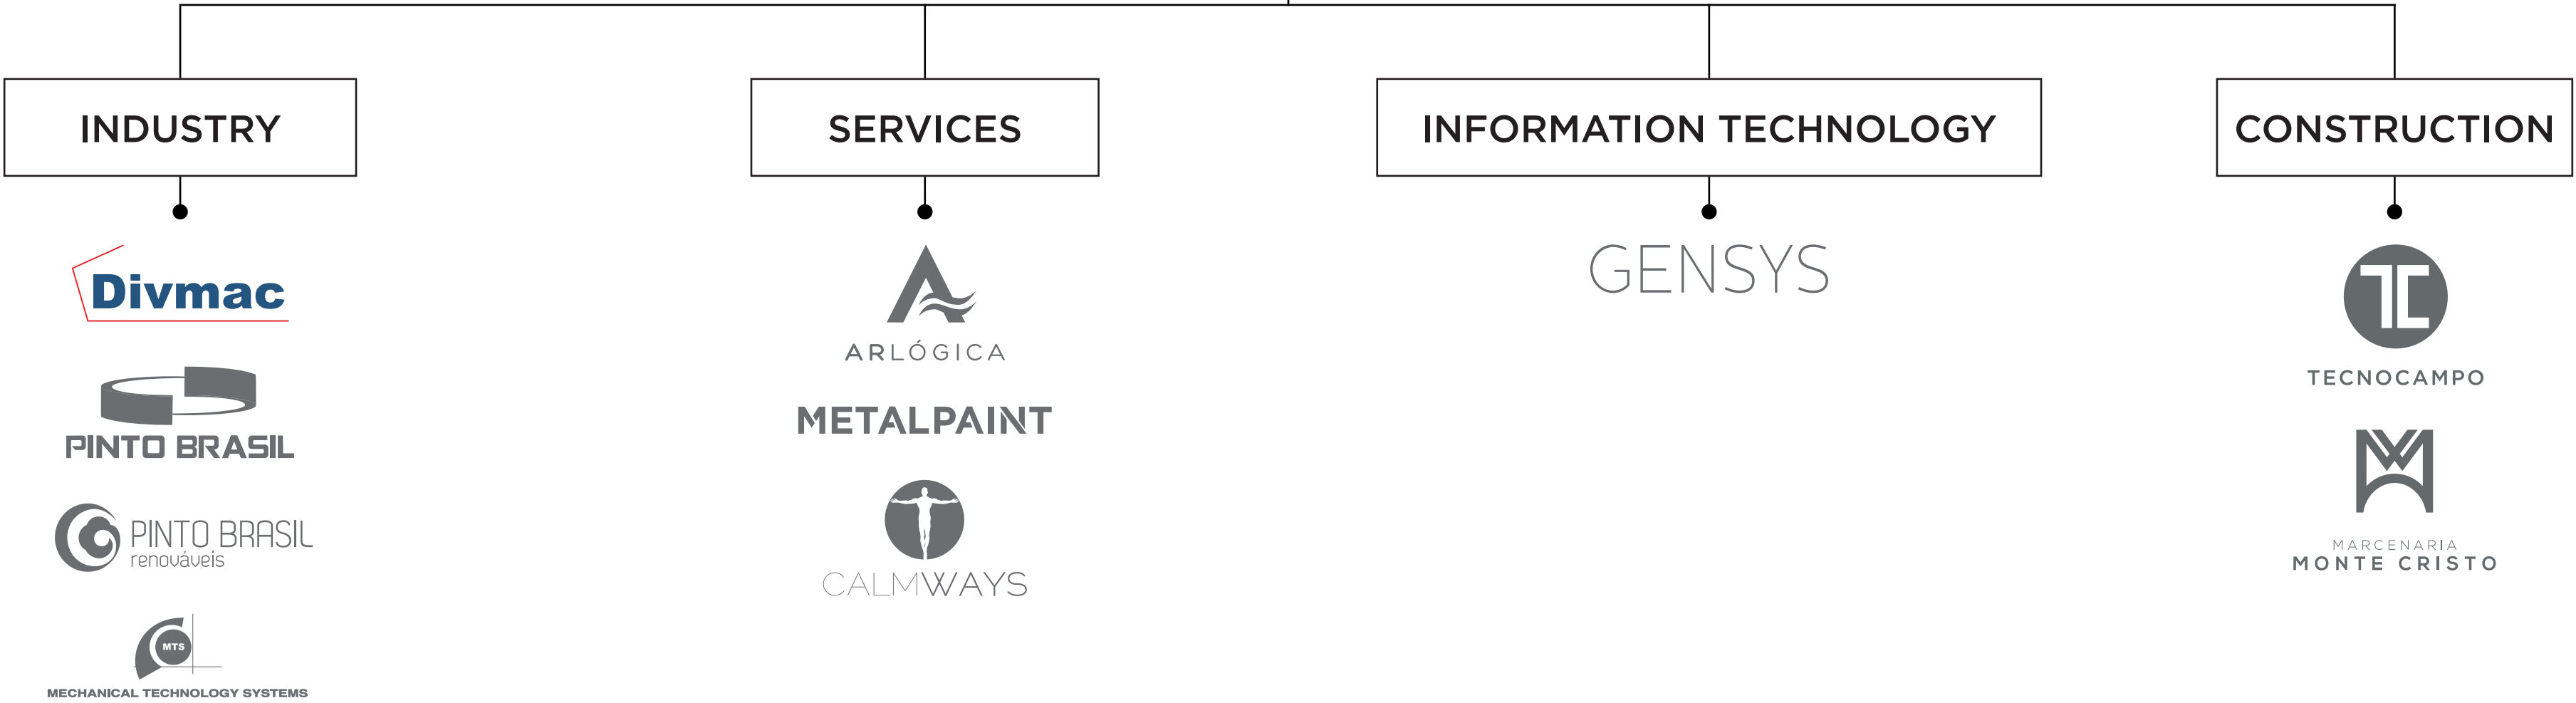 INDUSTRY
Divmac
PINTO BRASIL
PINTO BRASIL
renováveis
MTS
MECHANICAL TECHNOLOGY SYSTEMS
SERVICES
ARLÓGICA
METALPAINT
CALMWAYS
INFORMATION TECHNOLOGY
GENSYS
CONSTRUCTION
TC
TECNOCAMPO
M
MARCENARIA
MONTE CRISTO